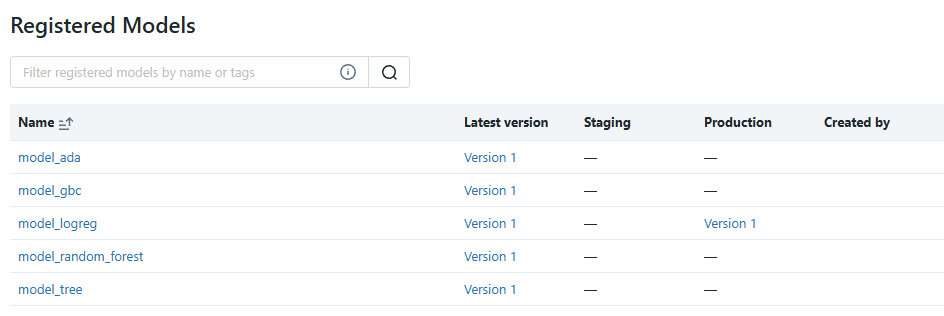 Registered Models
Filter registered models by name or tags
Name Latest version Staging Production Created by
model_ada Version 1 — —
model_gbc Version 1 — —
model_logreg Version 1 — Version 1
model_random_forest Version 1 — —
model_tree Version 1 — —